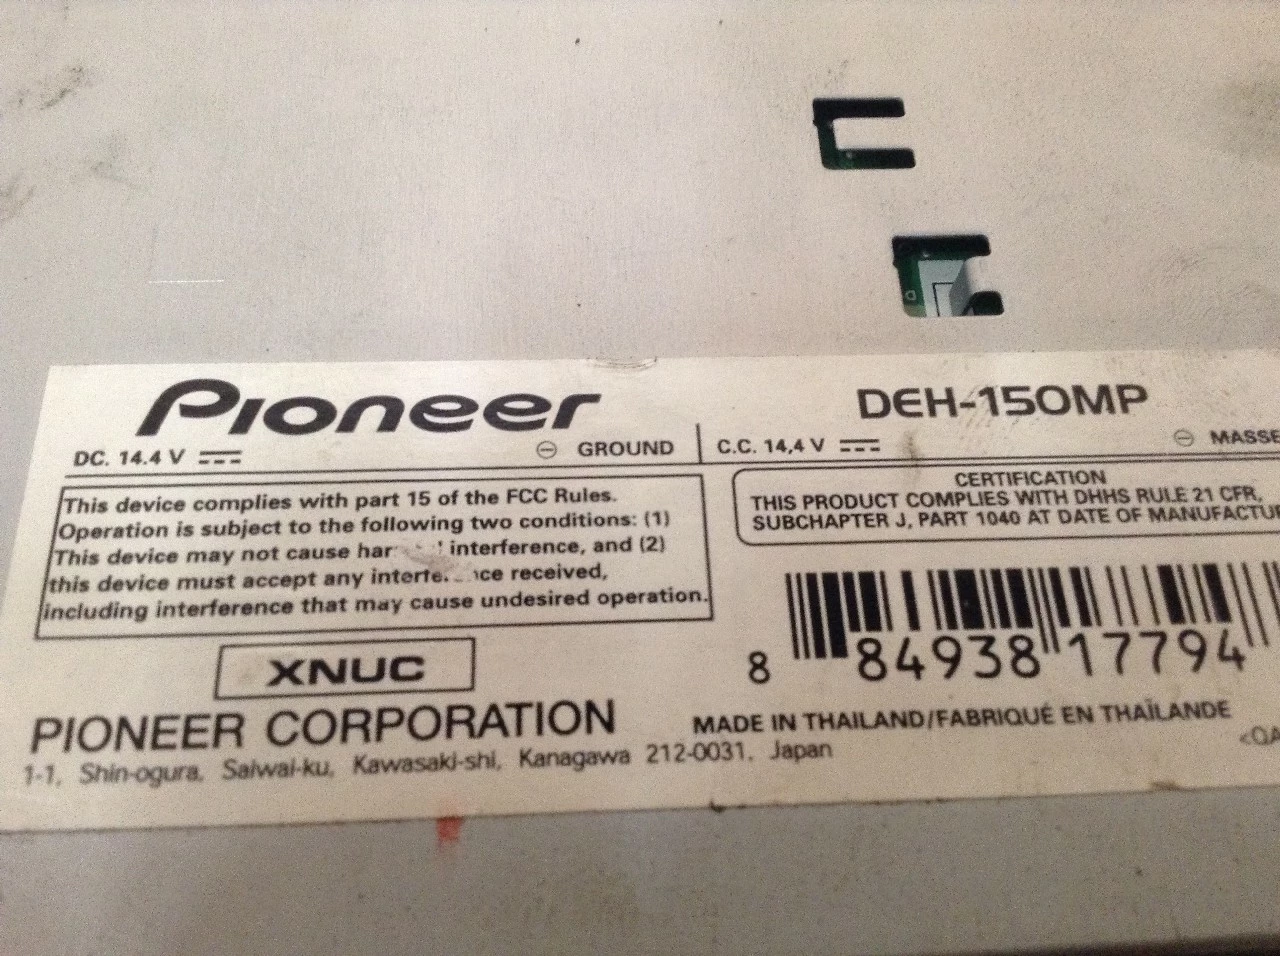 Pioneer
DEH-150MP
DC. 14.4 V
GROUND
C.C. 14,4 V
MASSE
This device complies with part 15 of the FCC Rules.
Operation is subject to the following two conditions: (1)
This device may not cause har interference, and (2)
this device must accept any received,
including interference that may cause undesired operation.
CERTIFICATION
THIS PRODUCT COMPLIES WITH DHHS RULE 21 CFR,
SUBCHAPTER J, PART 1040 AT DATE OF MANUFACTU
8 84938 17794
XNUC
PIONEER CORPORATION
1-1, Shin-ogura, Saiwai-ku, Kawasaki-shi, Kanagawa 212-0031, Japan
MADE IN THAILAND/FABRIQUÉ EN THAÏLANDE